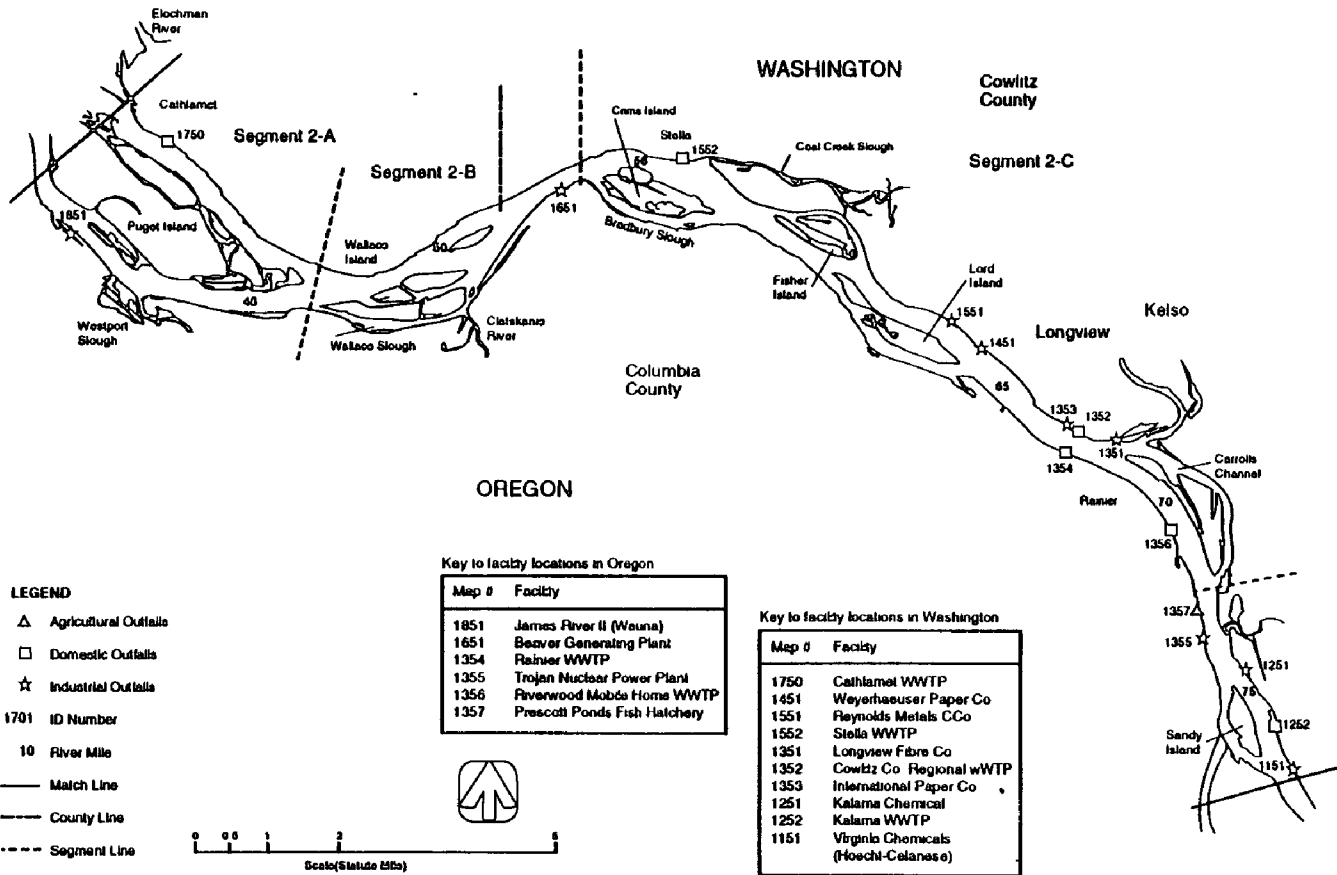 Elochman
River
WASHINGTON
Cowlitz
County
Cathlamet
1750
Segment 2-A
Crims Island
Stella
1552
Coal Creek Slough
Segment 2-C
Segment 2-B
1651
1851
Puget Island
Bradbury Slough
Wallace
Island
50
Fisher
Island
Lord
Island
Kelso
40
1551
Longview
Westport
Slough
Wallace Slough
Clatskanie
River
1451
Columbia
County
65
1353
1352
1351
1354
Carrolls
Channel
OREGON
Rainier
70
1356
1357
1355
1251
75
1252
Sandy
Island
1151
LEGEND
Agricultural Outfalls
Domestic Outfalls
Industrial Outfalls
1701 ID Number
10 River Mile
Match Line
County Line
Segment Line
0 0.5 1 2 5
Scale(Statute Miles)
Key to facility locations in Oregon
Map # Facility
1851 James River II (Wauna)
1651 Beaver Generating Plant
1354 Rainier WWTP
1355 Trojan Nuclear Power Plant
1356 Riverwood Mobile Home WWTP
1357 Prescott Ponds Fish Hatchery
Key to facility locations in Washington
Map # Facility
1750 Cathlamet WWTP
1451 Weyerhaeuser Paper Co
1551 Reynolds Metals CCo
1552 Stella WWTP
1351 Longview Fibre Co
1352 Cowlitz Co Regional wWTP
1353 International Paper Co
1251 Kalama Chemical
1252 Kalama WWTP
1151 Virginia Chemicals
(Hoecht-Celanese)